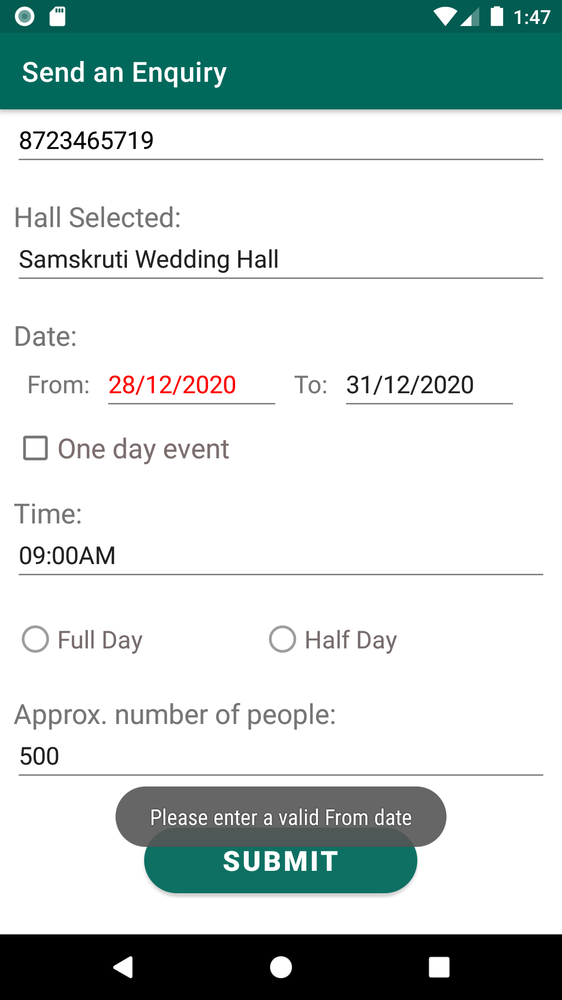 1:47
Send an Enquiry
8723465719
Hall Selected:
Samskruti Wedding Hall
Date:
From: 28/12/2020 To: 31/12/2020
One day event
Time:
09:00AM
Full Day Half Day
Approx. number of people:
500
Please enter a valid From date
SUBMIT